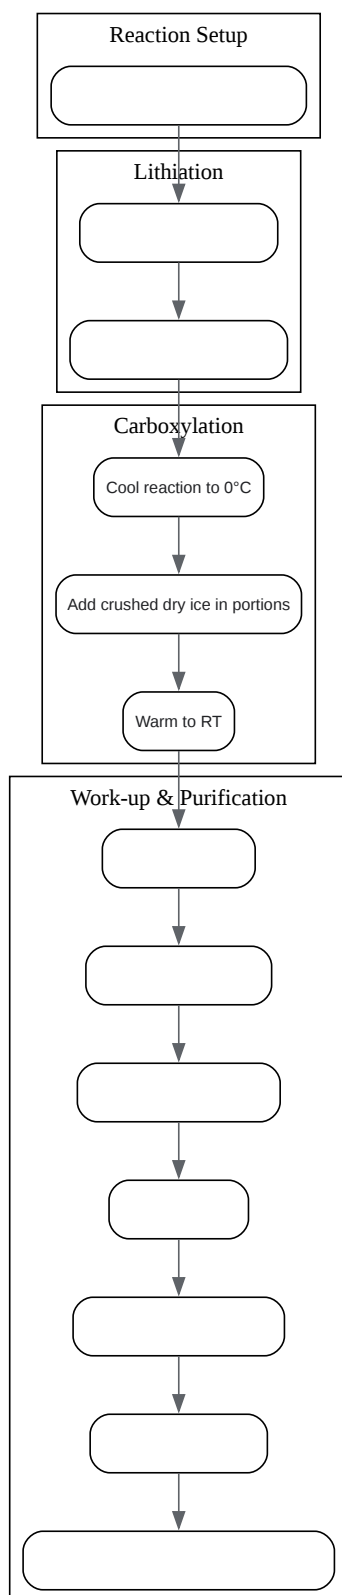 Reaction Setup
Lithiation
Carboxylation
Cool reaction to 0°C
Add crushed dry ice in portions
Warm to RT
Work-up & Purification